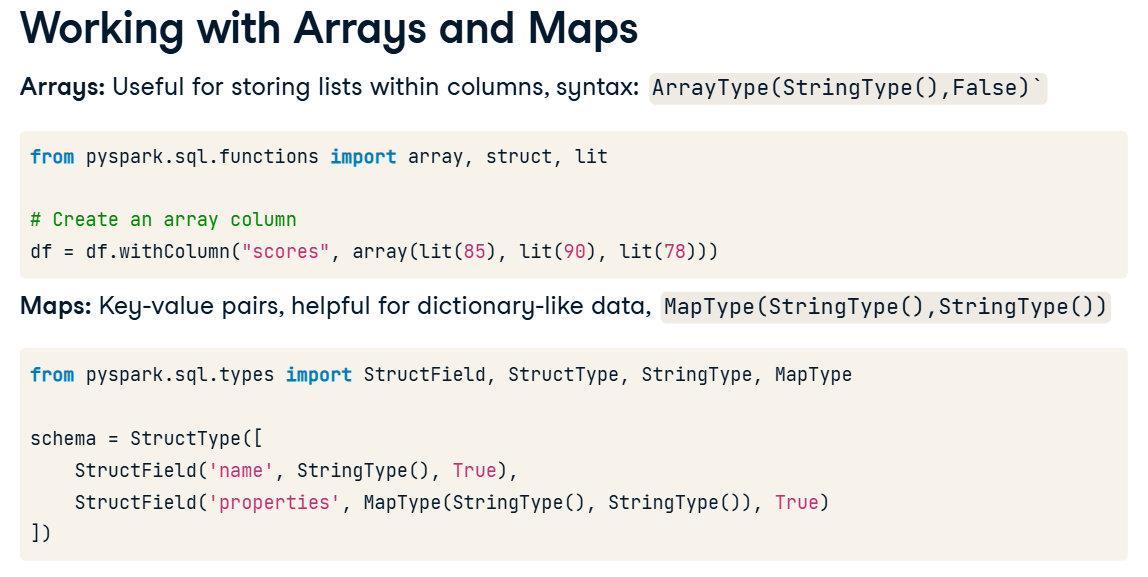 Working with Arrays and Maps
Arrays: Useful for storing lists within columns, syntax: ArrayType(StringType(),False)`
from pyspark.sql.functions import array, struct, lit
# Create an array column
df = df.withColumn("scores", array(lit(85), lit(90), lit(78)))
Maps: Key-value pairs, helpful for dictionary-like data, MapType(StringType(),StringType())
from pyspark.sql.types import StructField, StructType, StringType, MapType
schema = StructType([
    StructField('name', StringType(), True),
    StructField('properties', MapType(StringType(), StringType()), True)
])